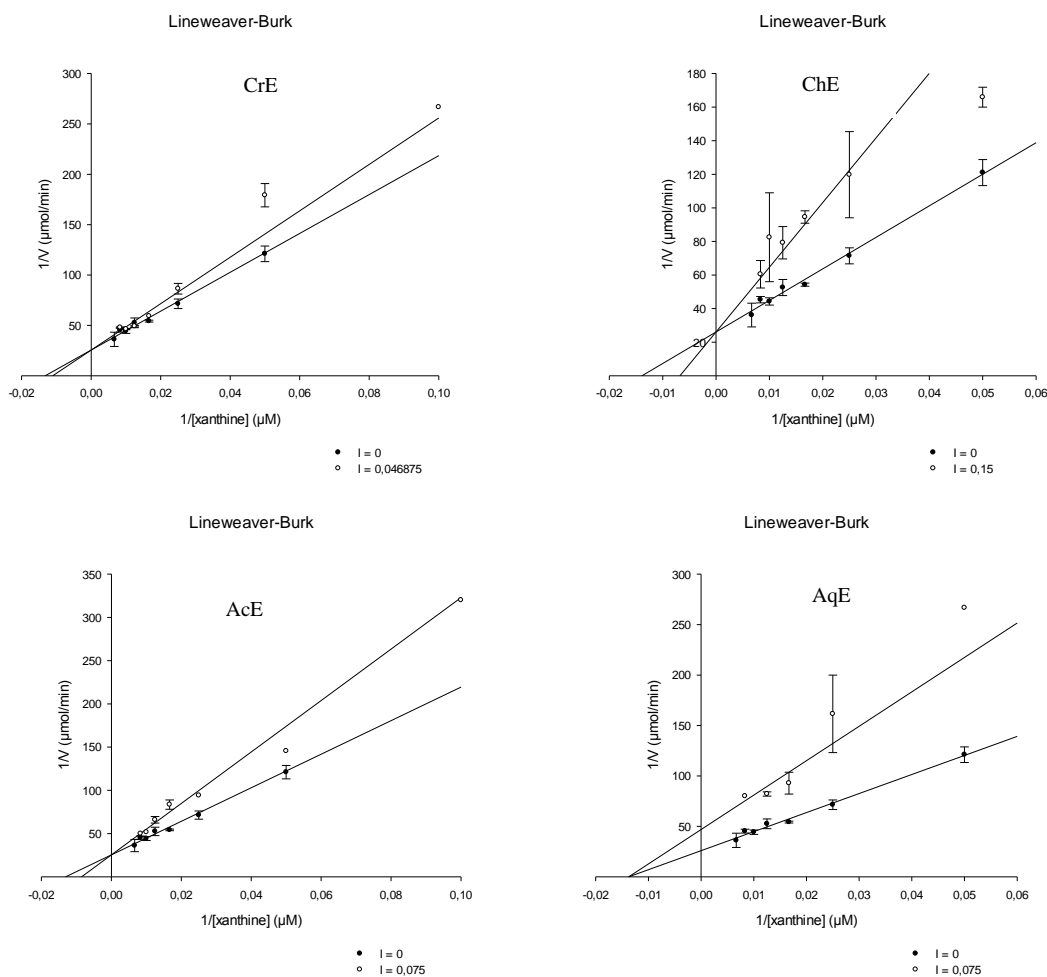 Lineweaver-Burk
CrE
1/V (µmol/min)
300
250
200
150
100
50
-0,02 0,00 0,02 0,04 0,06 0,08 0,10
1/[xanthine] (µM)
I = 0
I = 0,046875
Lineweaver-Burk
ChE
1/V (µmol/min)
180
160
140
120
100
80
60
40
20
-0,02 -0,01 0,00 0,01 0,02 0,03 0,04 0,05 0,06
1/[xanthine] (µM)
I = 0
I = 0,15
Lineweaver-Burk
AcE
1/V (µmol/min)
350
300
250
200
150
100
50
-0,02 0,00 0,02 0,04 0,06 0,08 0,10
1/[xanthine] (µM)
I = 0
I = 0,075
Lineweaver-Burk
AqE
1/V (µmol/min)
300
250
200
150
100
50
-0,02 -0,01 0,00 0,01 0,02 0,03 0,04 0,05 0,06
1/[xanthine] (µM)
I = 0
I = 0,075